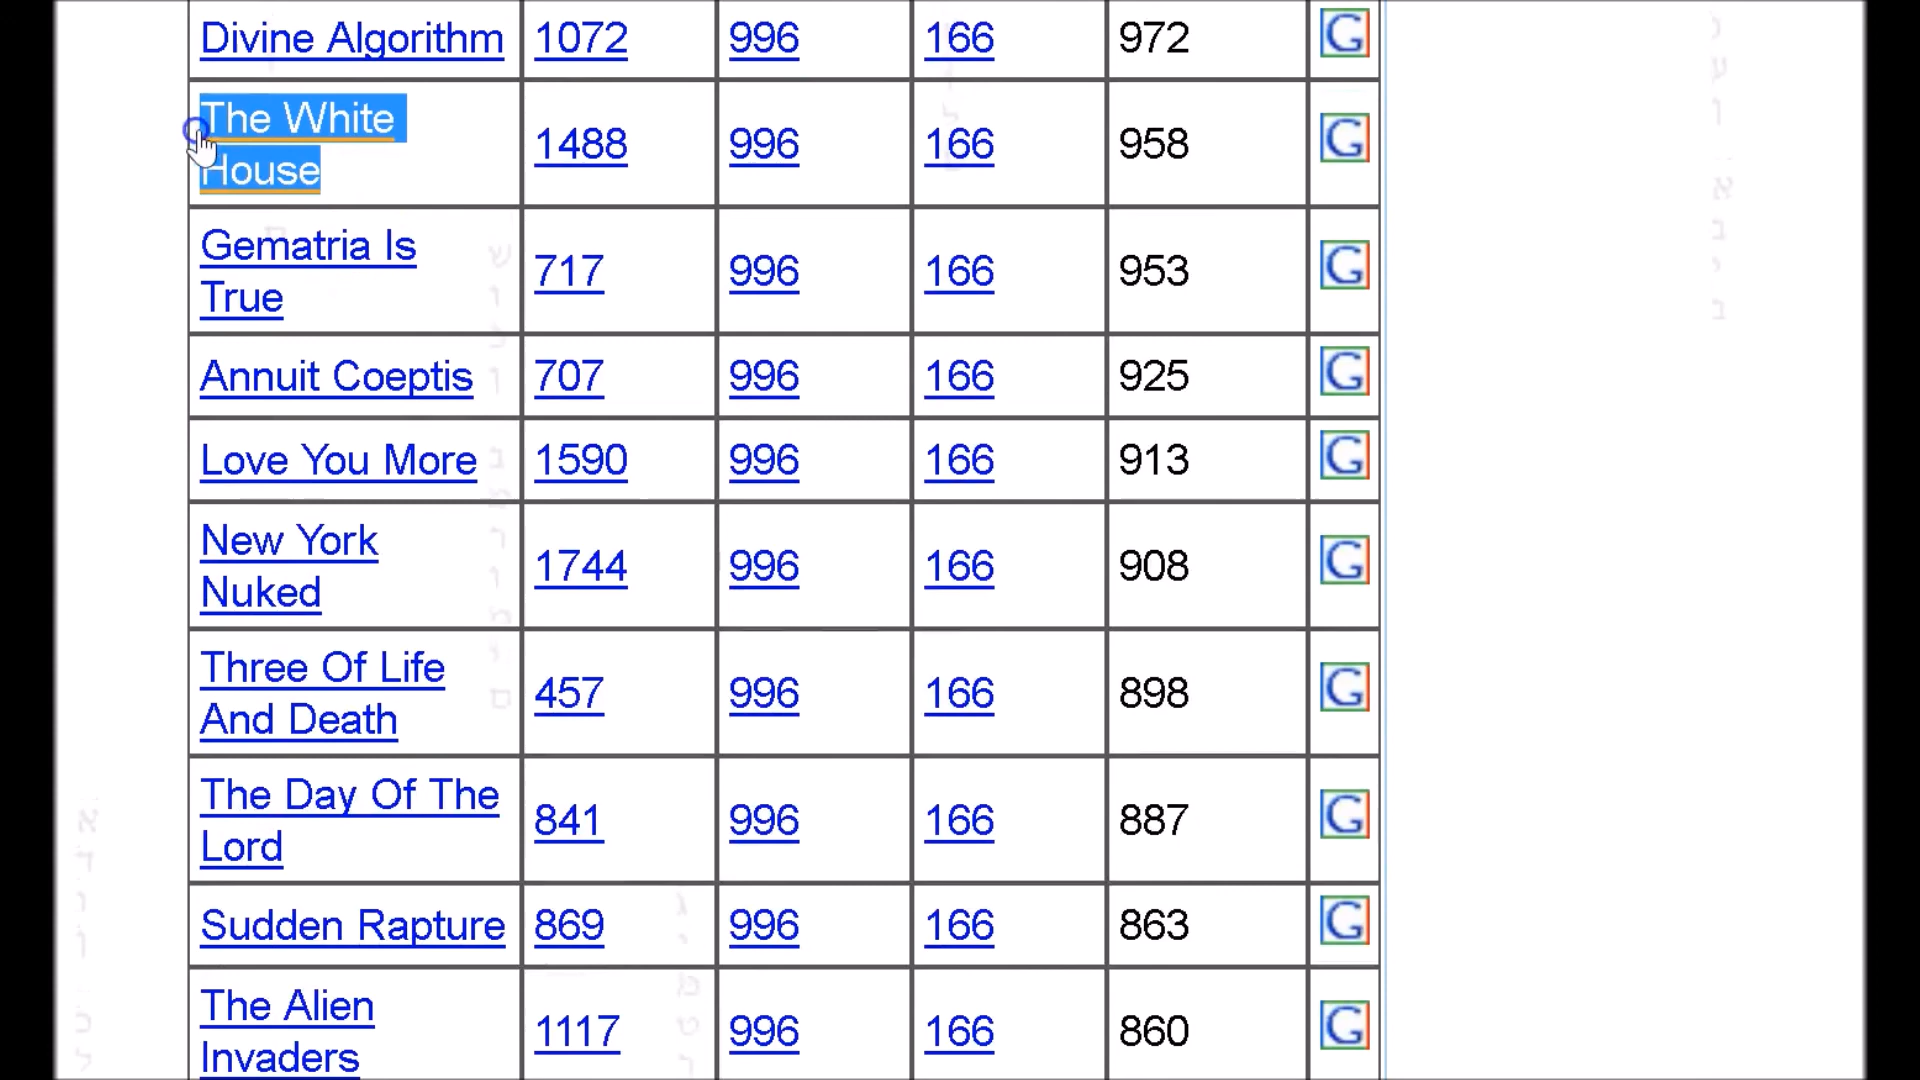 Divine Algorithm 1072 996 166 972 G
The White
House 1488 996 166 958 G
Gematria Is
True 717 996 166 953 G
Annuit Coeptis 707 996 166 925 G
Love You More 1590 996 166 913 G
New York
Nuked 1744 996 166 908 G
Three Of Life
And Death 457 996 166 898 G
The Day Of The
Lord 841 996 166 887 G
Sudden Rapture 869 996 166 863 G
The Alien
Invaders 1117 996 166 860 G